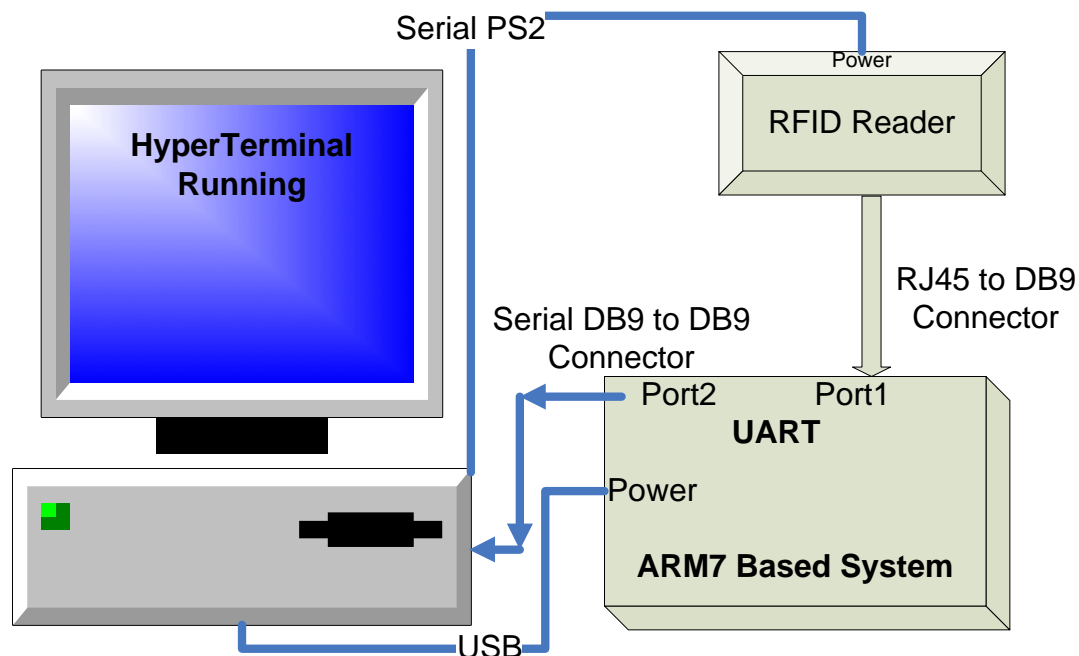 Serial PS2
Power
RFID Reader
HyperTerminal
Running
RJ45 to DB9
Connector
Serial DB9 to DB9
Connector
Port2
Port1
UART
Power
ARM7 Based System
USB